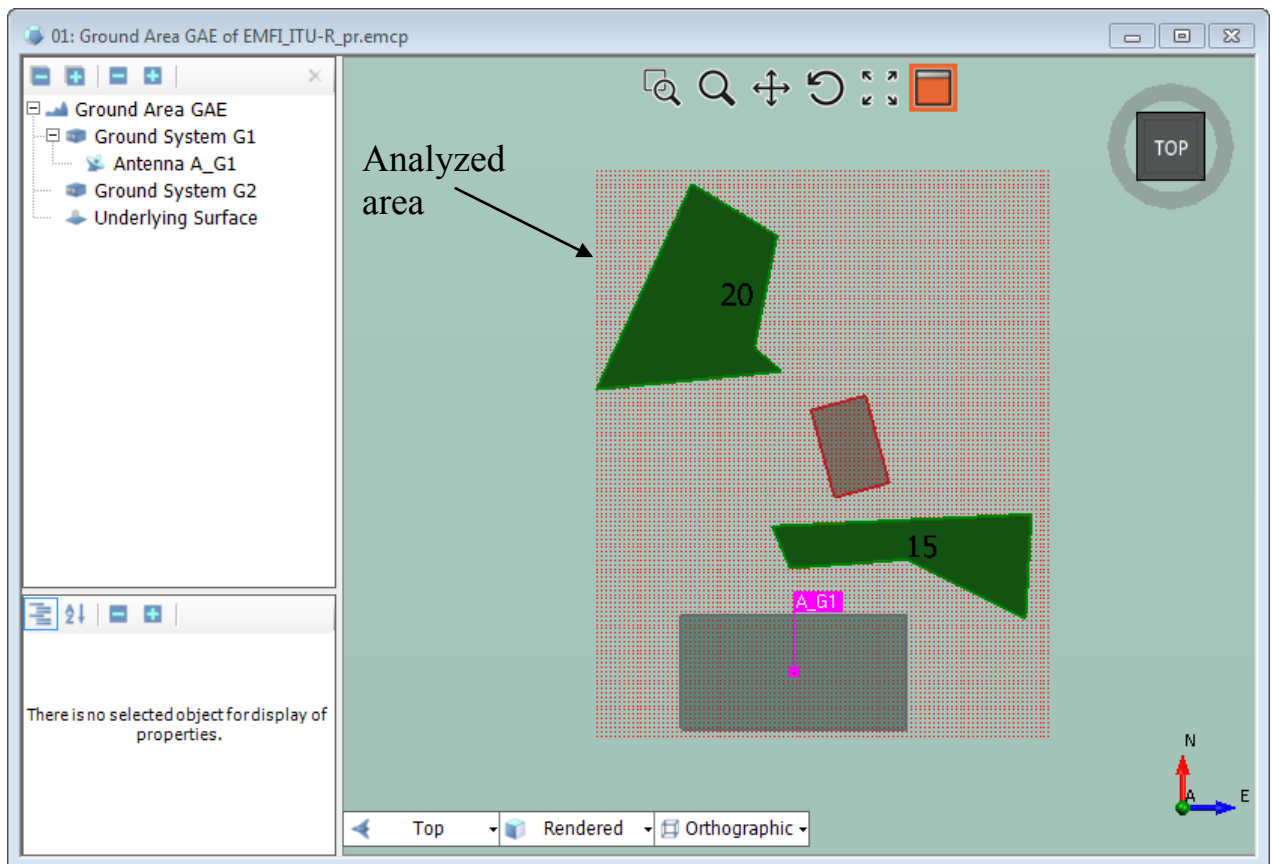 01: Ground Area GAE of EMFI_ITU-R_pr.emcp
Ground Area GAE
Ground System G1
Antenna A_G1
Ground System G2
Underlying Surface
There is no selected object for display of
properties.
Analyzed
area
TOP
20
15
A_G1
N
A
E
Top
Rendered
Orthographic